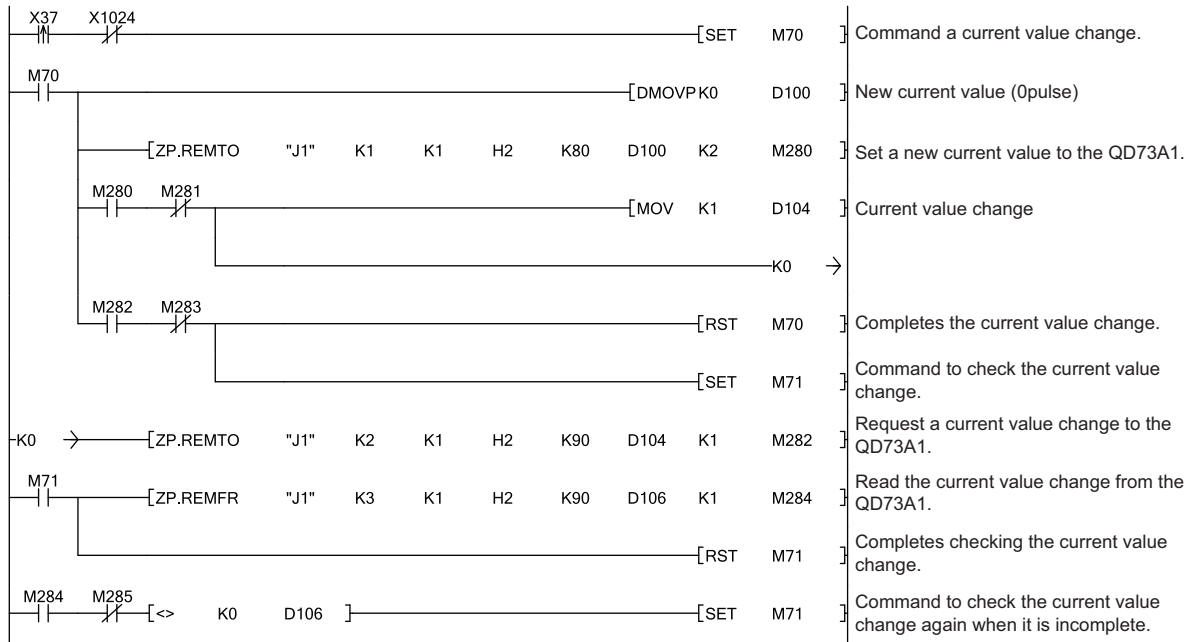 X37 X1024
SET M70 Command a current value change.
M70
DMOVP K0 D100 New current value (0pulse)
ZP.REMTO "J1" K1 K1 H2 K80 D100 K2 M280 Set a new current value to the QD73A1.
M280 M281
MOV K1 D104 Current value change
K0
M282 M283
RST M70 Completes the current value change.
SET M71 Command to check the current value
change.
K0 ZP.REMTO "J1" K2 K1 H2 K90 D104 K1 M282 Request a current value change to the
QD73A1.
M71
ZP.REMFR "J1" K3 K1 H2 K90 D106 K1 M284 Read the current value change from the
QD73A1.
RST M71 Completes checking the current value
change.
M284 M285
<> K0 D106 SET M71 Command to check the current value
change again when it is incomplete.